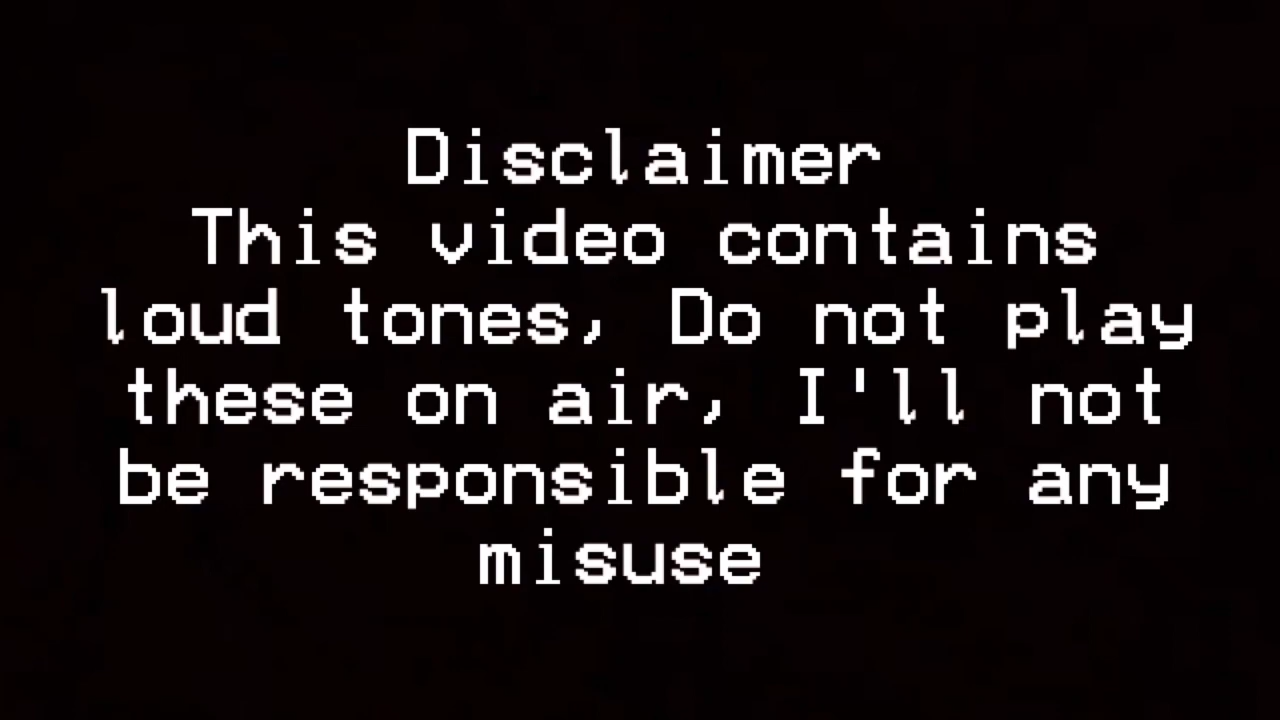 Disclaimer
This video contains
loud tones, Do not play
these on air, I'll not
be responsible for any
misuse